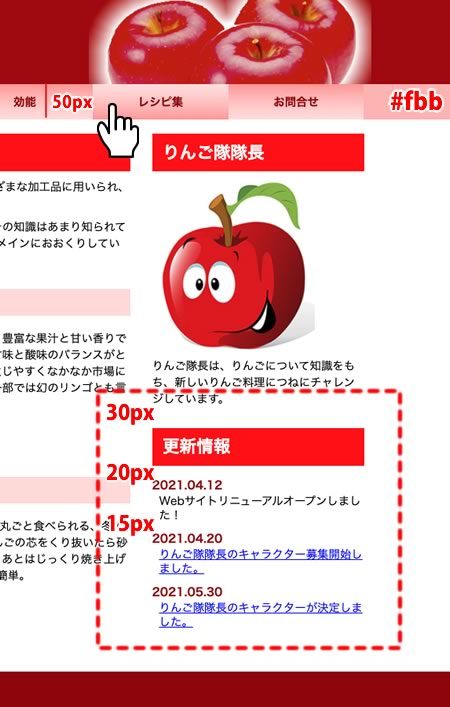 効能
50px
レシピ集
お問合せ
#fbb
ざまな加工品に用いられ、
の知識はあまり知られて
メインにおおくりしてい
豊富な果汁と甘い香りで
味と酸味のバランスがと
じやすくなかなか市場に
部では幻のリンゴとも言
丸ごと食べられる、冬
ごの芯をくり抜いたら砂
あとはじっくり焼き上げ
簡単。
りんご隊隊長
りんご隊長は、りんごについて知識をも
ち、新しいりんご料理につねにチャレン
ジしています。
30px
更新情報
20px
2021.04.12
Webサイトリニューアルオープンしまし
た！
15px
2021.04.20
りんご隊隊長のキャラクター募集開始し
ました。
2021.05.30
りんご隊隊長のキャラクターが決定しま
した。